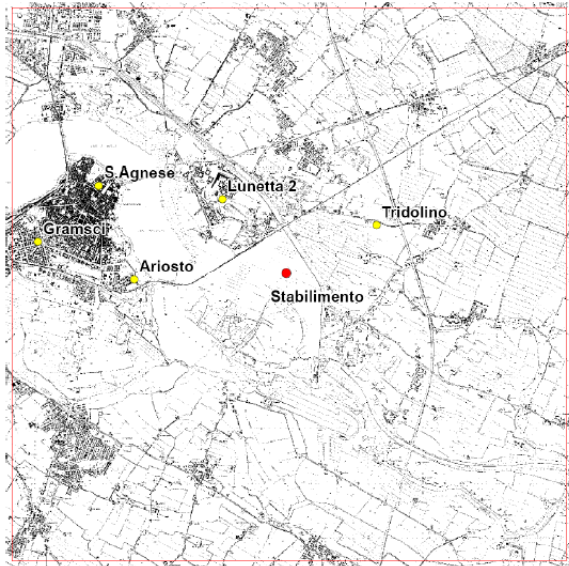 S.Agnese
Lunetta 2
Tridolino
Gramsci
Ariosto
Stabilimento